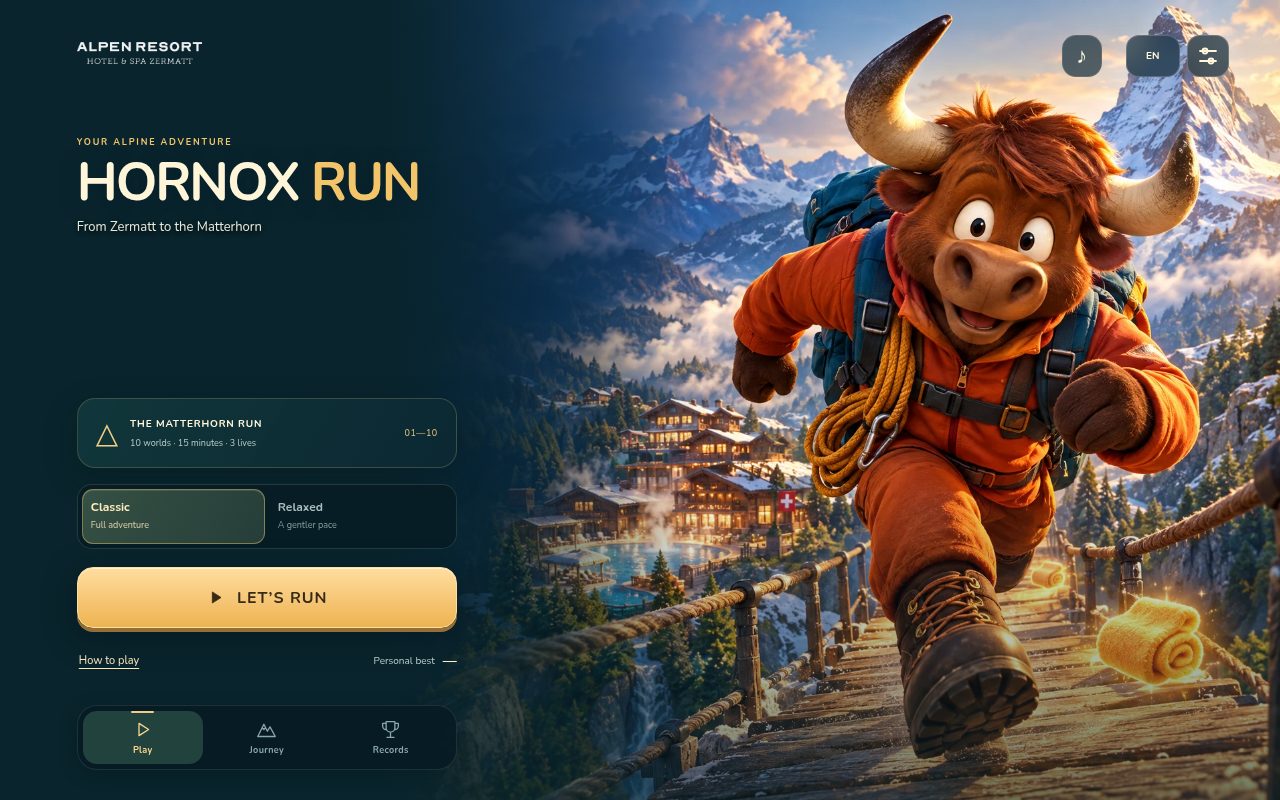 ALPEN RESORT
HOTEL & SPA ZERMATT
EN
YOUR ALPINE ADVENTURE
HORNOX RUN
From Zermatt to the Matterhorn
THE MATTERHORN RUN
10 worlds · 15 minutes · 3 lives
01—10
Classic
Full adventure
Relaxed
A gentler pace
LET’S RUN
How to play
Personal best —
Play
Journey
Records